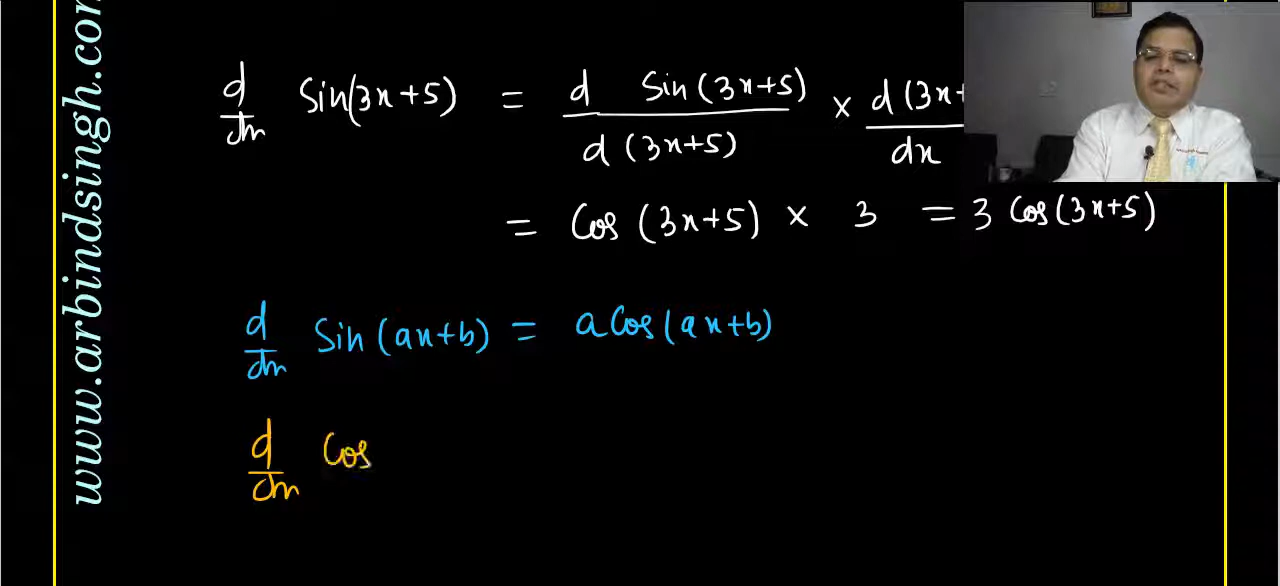 www.arbindsingh.com
d/dx Sin(3x+5) = d Sin(3x+5)/d(3x+5) × d(3x+/dx
= Cos(3x+5) × 3 = 3 Cos(3x+5)
d/dx Sin(ax+b) = a Cos(ax+b)
d/dx Cos